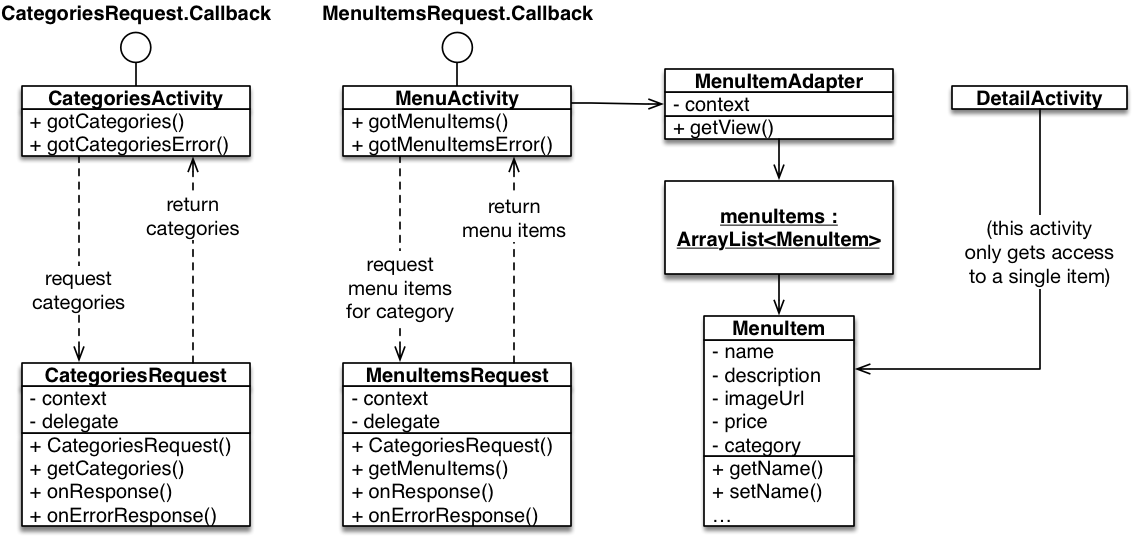 CategoriesRequest.Callback
CategoriesActivity
+ gotCategories()
+ gotCategoriesError()
return
categories
request
categories
CategoriesRequest
- context
- delegate
+ CategoriesRequest()
+ getCategories()
+ onResponse()
+ onErrorResponse()
MenuItemsRequest.Callback
MenuActivity
+ gotMenuItems()
+ gotMenuItemsError()
return
menu items
request
menu items
for category
MenuItemsRequest
- context
- delegate
+ CategoriesRequest()
+ getMenuItems()
+ onResponse()
+ onErrorResponse()
MenuItemAdapter
- context
+ getView()
menuItems :
ArrayList<MenuItem>
MenuItem
- name
- description
- imageUrl
- price
- category
+ getName()
+ setName()
...
DetailActivity
(this activity
only gets access
to a single item)